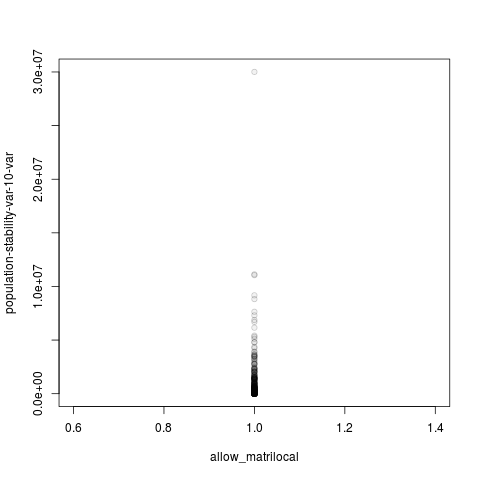 population-stability-var-10-var
3.0e+07
2.0e+07
1.0e+07
0.0e+00
0.6
0.8
1.0
1.2
1.4
allow_matrilocal